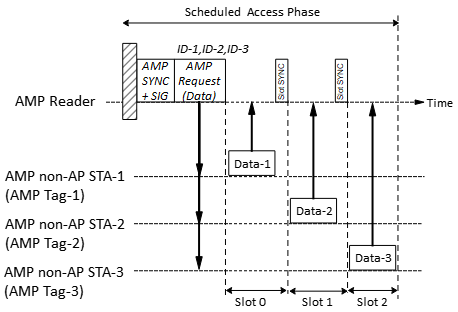 Scheduled Access Phase
ID-1,ID-2,ID-3
AMP
SYNC
+ SIG
AMP
Request
(Data)
Slot SYNC
Slot SYNC
AMP Reader
Time
Data-1
AMP non-AP STA-1
(AMP Tag-1)
Data-2
AMP non-AP STA-2
(AMP Tag-2)
Data-3
AMP non-AP STA-3
(AMP Tag-3)
Slot 0
Slot 1
Slot 2